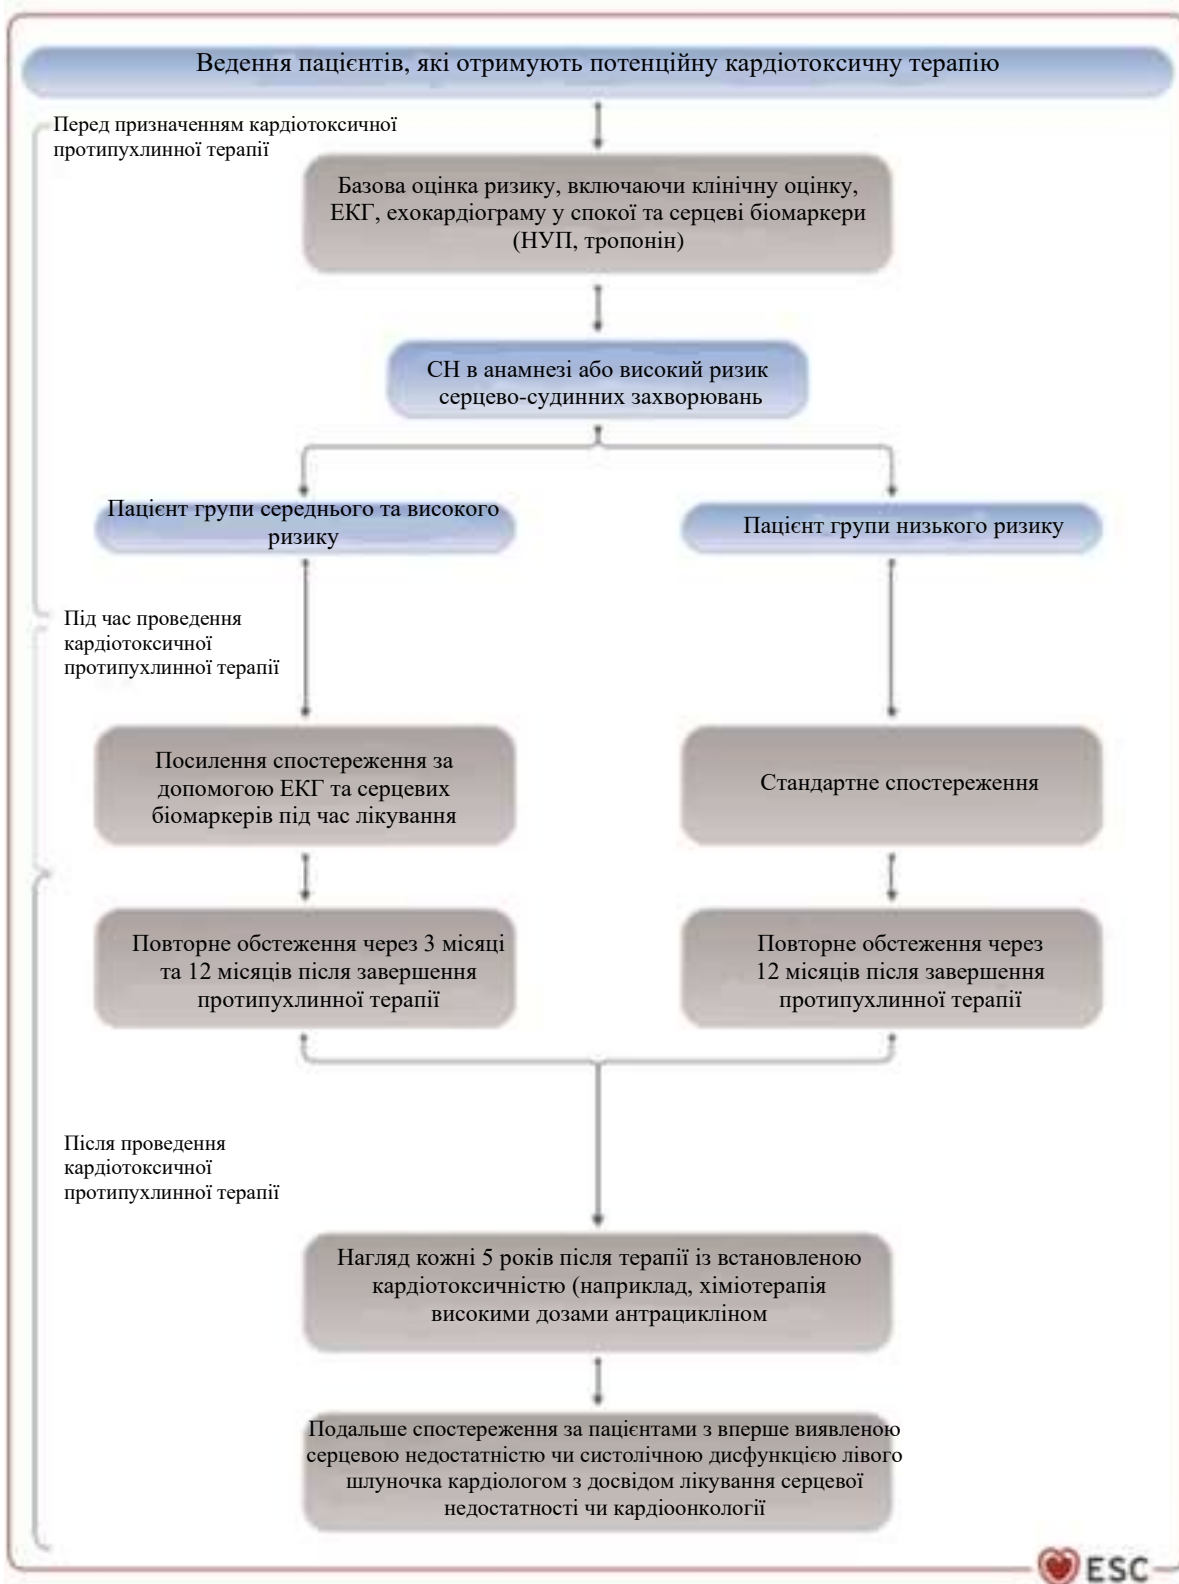 Ведення пацієнтів, які отримують потенційну кардіотоксичну терапію
Перед призначенням кардіотоксичної
протипухлинної терапії
Базова оцінка ризику, включаючи клінічну оцінку,
ЕКГ, ехокардіограму у спокої та серцеві біомаркери
(НУП, тропонін)
СН в анамнезі або високий ризик
серцево-судинних захворювань
Пацієнт групи середнього та високого
ризику
Пацієнт групи низького ризику
Під час проведення
кардіотоксичної
протипухлинної терапії
Посилення спостереження за
допомогою ЕКГ та серцевих
біомаркерів під час лікування
Стандартне спостереження
Повторне обстеження через 3 місяці
та 12 місяців після завершення
протипухлинної терапії
Повторне обстеження через
12 місяців після завершення
протипухлинної терапії
Після проведення
кардіотоксичної
протипухлинної терапії
Нагляд кожні 5 років після терапії із встановленою
кардіотоксичністю (наприклад, хіміотерапія
високими дозами антрацикліном
Подальше спостереження за пацієнтами з вперше виявленою
серцевою недостатністю чи систолічною дисфункцією лівого
шлуночка кардіологом з досвідом лікування серцевої
недостатності чи кардіоонкології
ESC